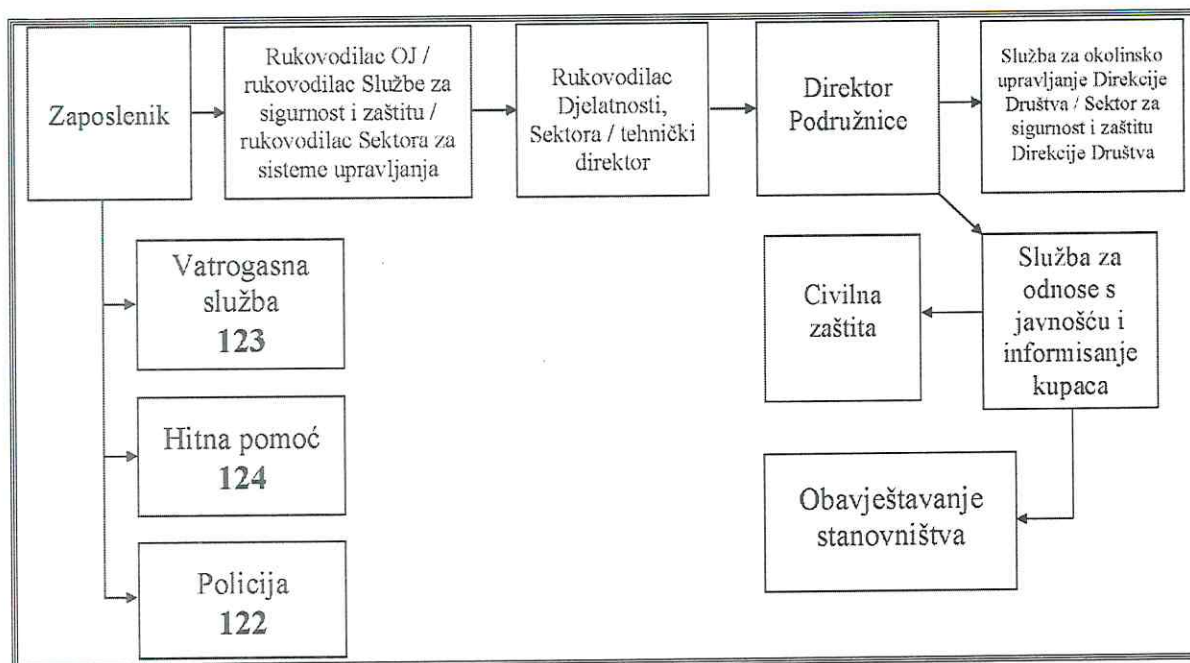 Zaposlenik
Rukovodilac OJ /
rukovodilac Službe za
sigurnost i zaštitu /
rukovodilac Sektora za
sisteme upravljanja
Rukovodilac
Djelatnosti,
Sektora / tehnički
direktor
Direktor
Podružnice
Služba za okolinsko
upravljanje Direkcije
Društva / Sektor za
sigurnost i zaštitu
Direkcije Društva
Vatrogasna
služba
123
Civilna
zaštita
Služba za
odnose s
javnošću i
informisanje
kupaca
Hitna pomoć
124
Obavještavanje
stanovništva
Policija
122